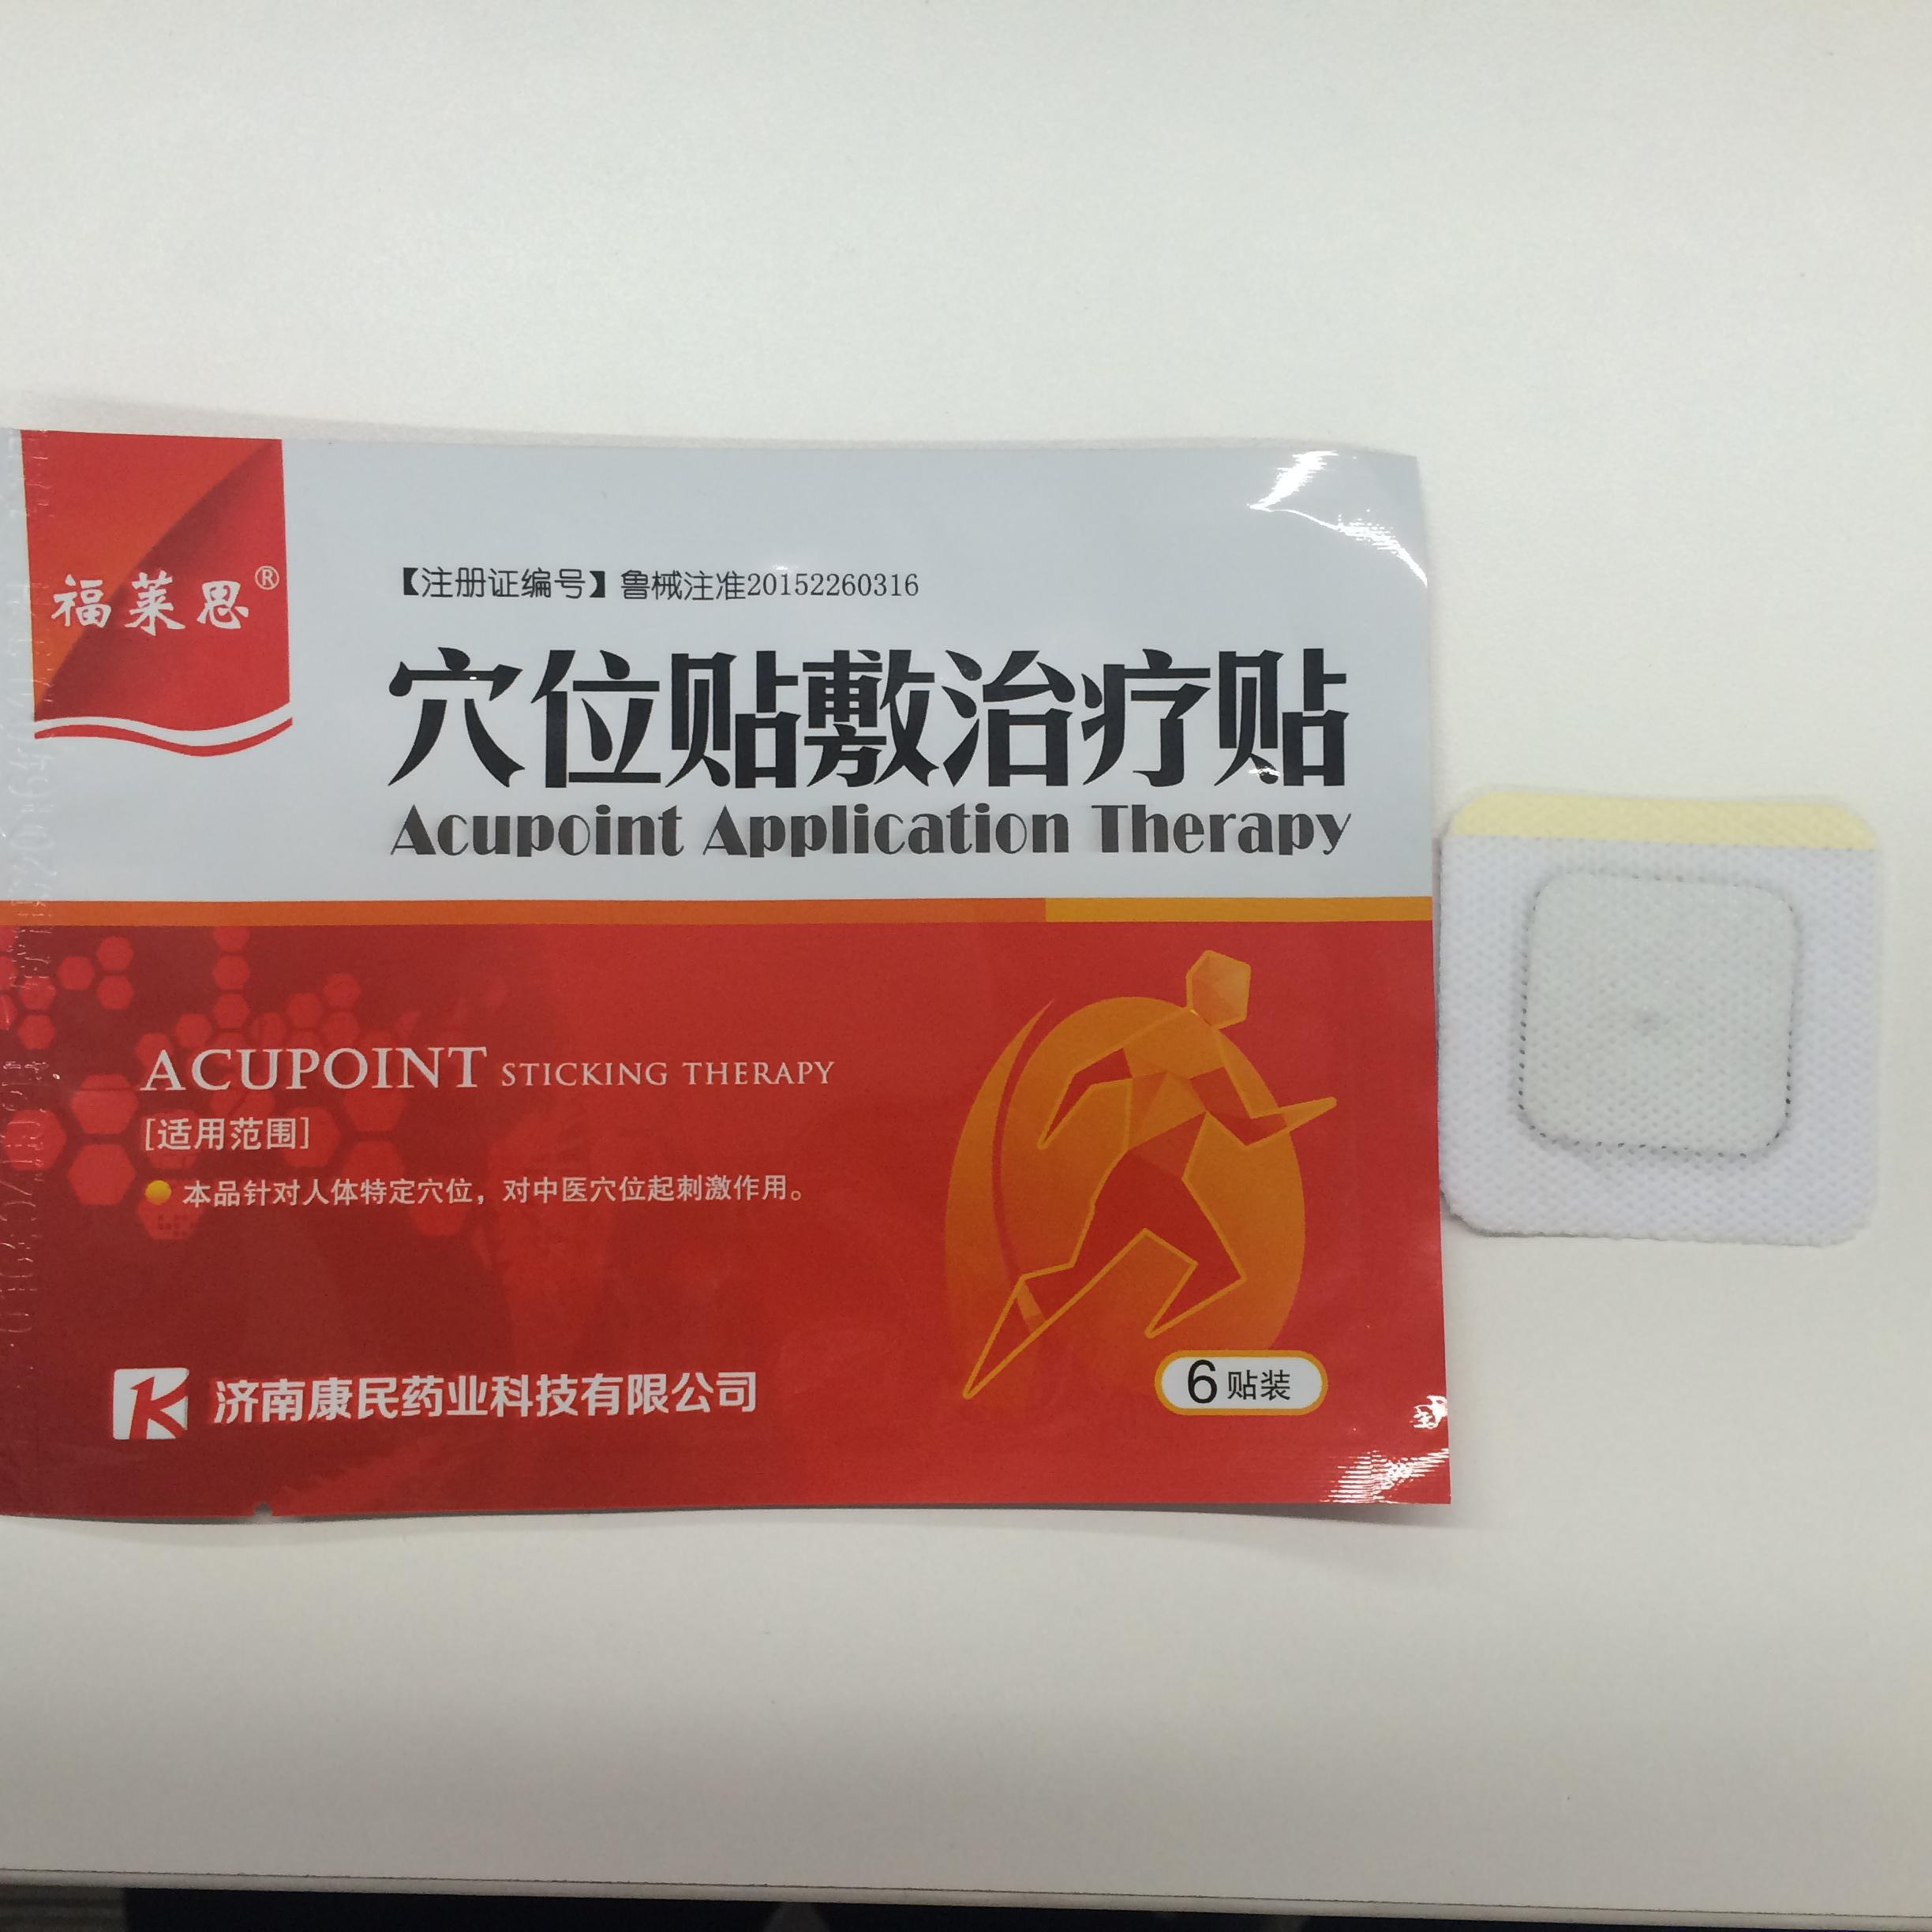 福莱思®
【注册证编号】鲁械注准20152260316
穴位贴敷治疗贴
Acupoint Application Therapy
ACUPOINT STICKING THERAPY
[适用范围]
本品针对人体特定穴位，对中医穴位起刺激作用。
济南康民药业科技有限公司
6贴装